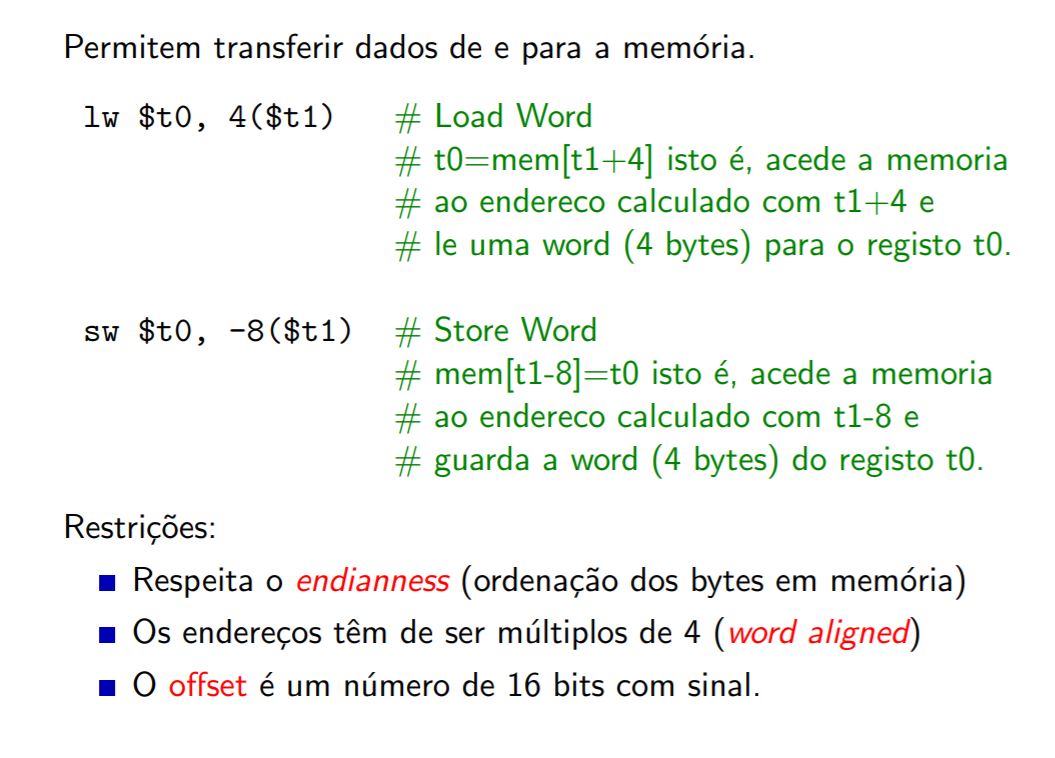 Permitem transferir dados de e para a memória.
lw $t0, 4($t1) # Load Word
# t0=mem[t1+4] isto é, acede a memoria
# ao endereco calculado com t1+4 e
# le uma word (4 bytes) para o registo t0.
sw $t0, -8($t1) # Store Word
# mem[t1-8]=t0 isto é, acede a memoria
# ao endereco calculado com t1-8 e
# guarda a word (4 bytes) do registo t0.
Restrições:
Respeita o endianness (ordenação dos bytes em memória)
Os endereços têm de ser múltiplos de 4 (word aligned)
O offset é um número de 16 bits com sinal.